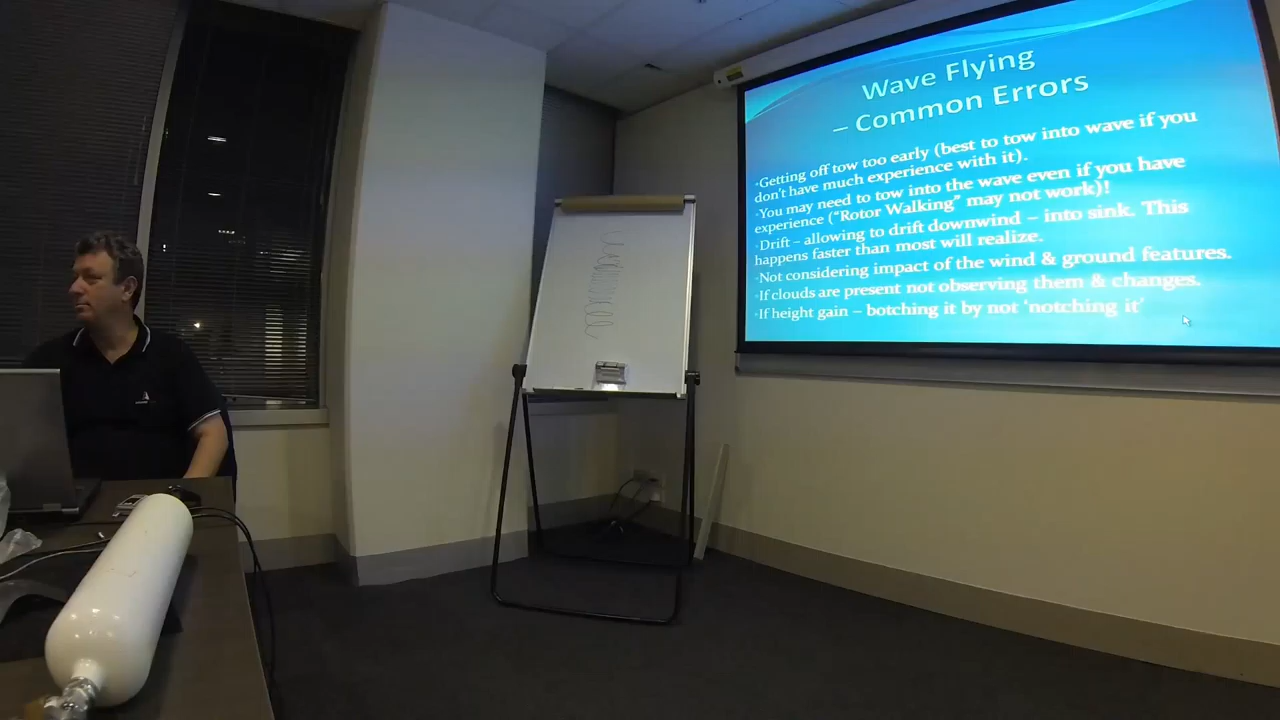 Wave Flying
– Common Errors
•Getting off tow too early (best to tow into wave if you
don't have much experience with it).
•You may need to tow into the wave even if you have
experience ("Rotor Walking" may not work)!
•Drift – allowing to drift downwind – into sink. This
happens faster than most will realize.
•Not considering impact of the wind & ground features.
•If clouds are present not observing them & changes.
•If height gain – botching it by not 'notching it'